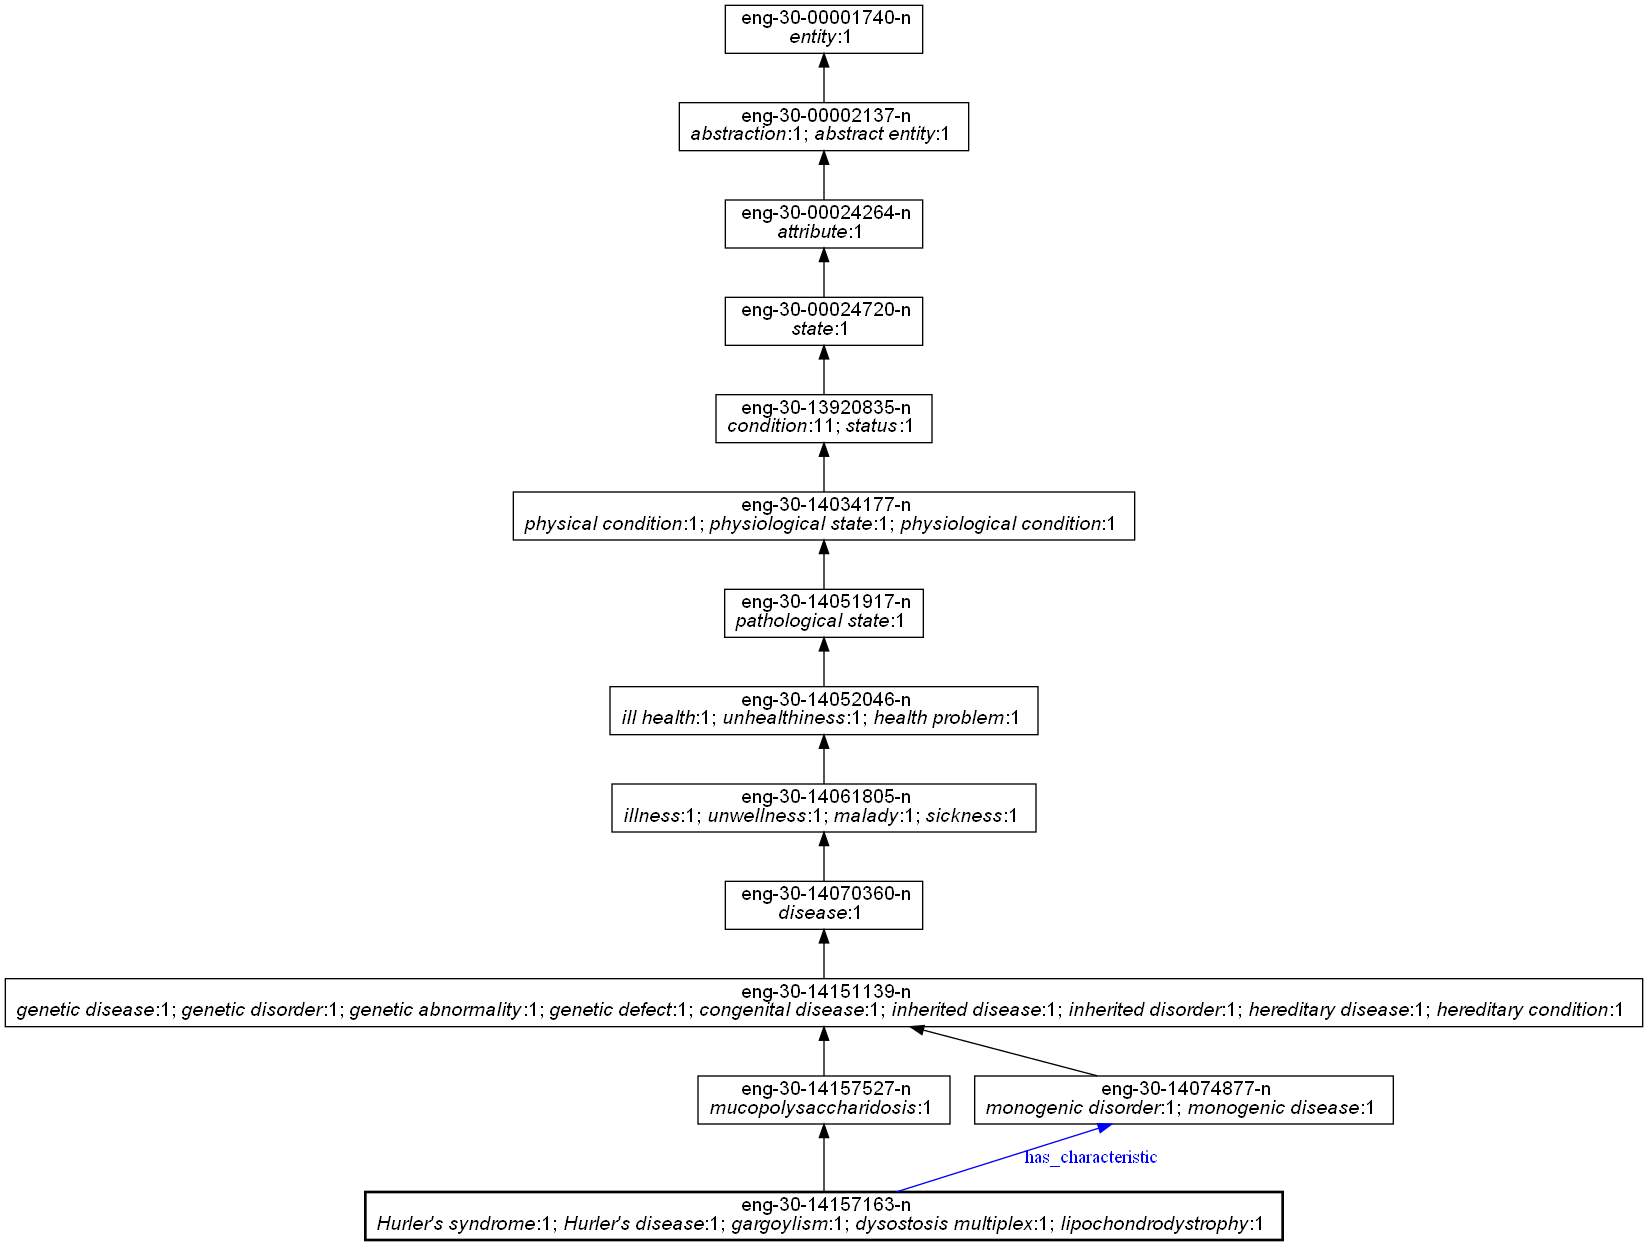 eng-30-00001740-n
entity:1
eng-30-00002137-n
abstraction:1; abstract entity:1
eng-30-00024264-n
attribute:1
eng-30-00024720-n
state:1
eng-30-13920835-n
condition:11; status:1
eng-30-14034177-n
physical condition:1; physiological state:1; physiological condition:1
eng-30-14051917-n
pathological state:1
eng-30-14052046-n
ill health:1; unhealthiness:1; health problem:1
eng-30-14061805-n
illness:1; unwellness:1; malady:1; sickness:1
eng-30-14070360-n
disease:1
eng-30-14151139-n
genetic disease:1; genetic disorder:1; genetic abnormality:1; genetic defect:1; congenital disease:1; inherited disease:1; inherited disorder:1; hereditary disease:1; hereditary condition:1
eng-30-14157527-n
mucopolysaccharidosis:1
eng-30-14074877-n
monogenic disorder:1; monogenic disease:1
has_characteristic
eng-30-14157163-n
Hurler's syndrome:1; Hurler's disease:1; gargoylism:1; dysostosis multiplex:1; lipochondrodystrophy:1